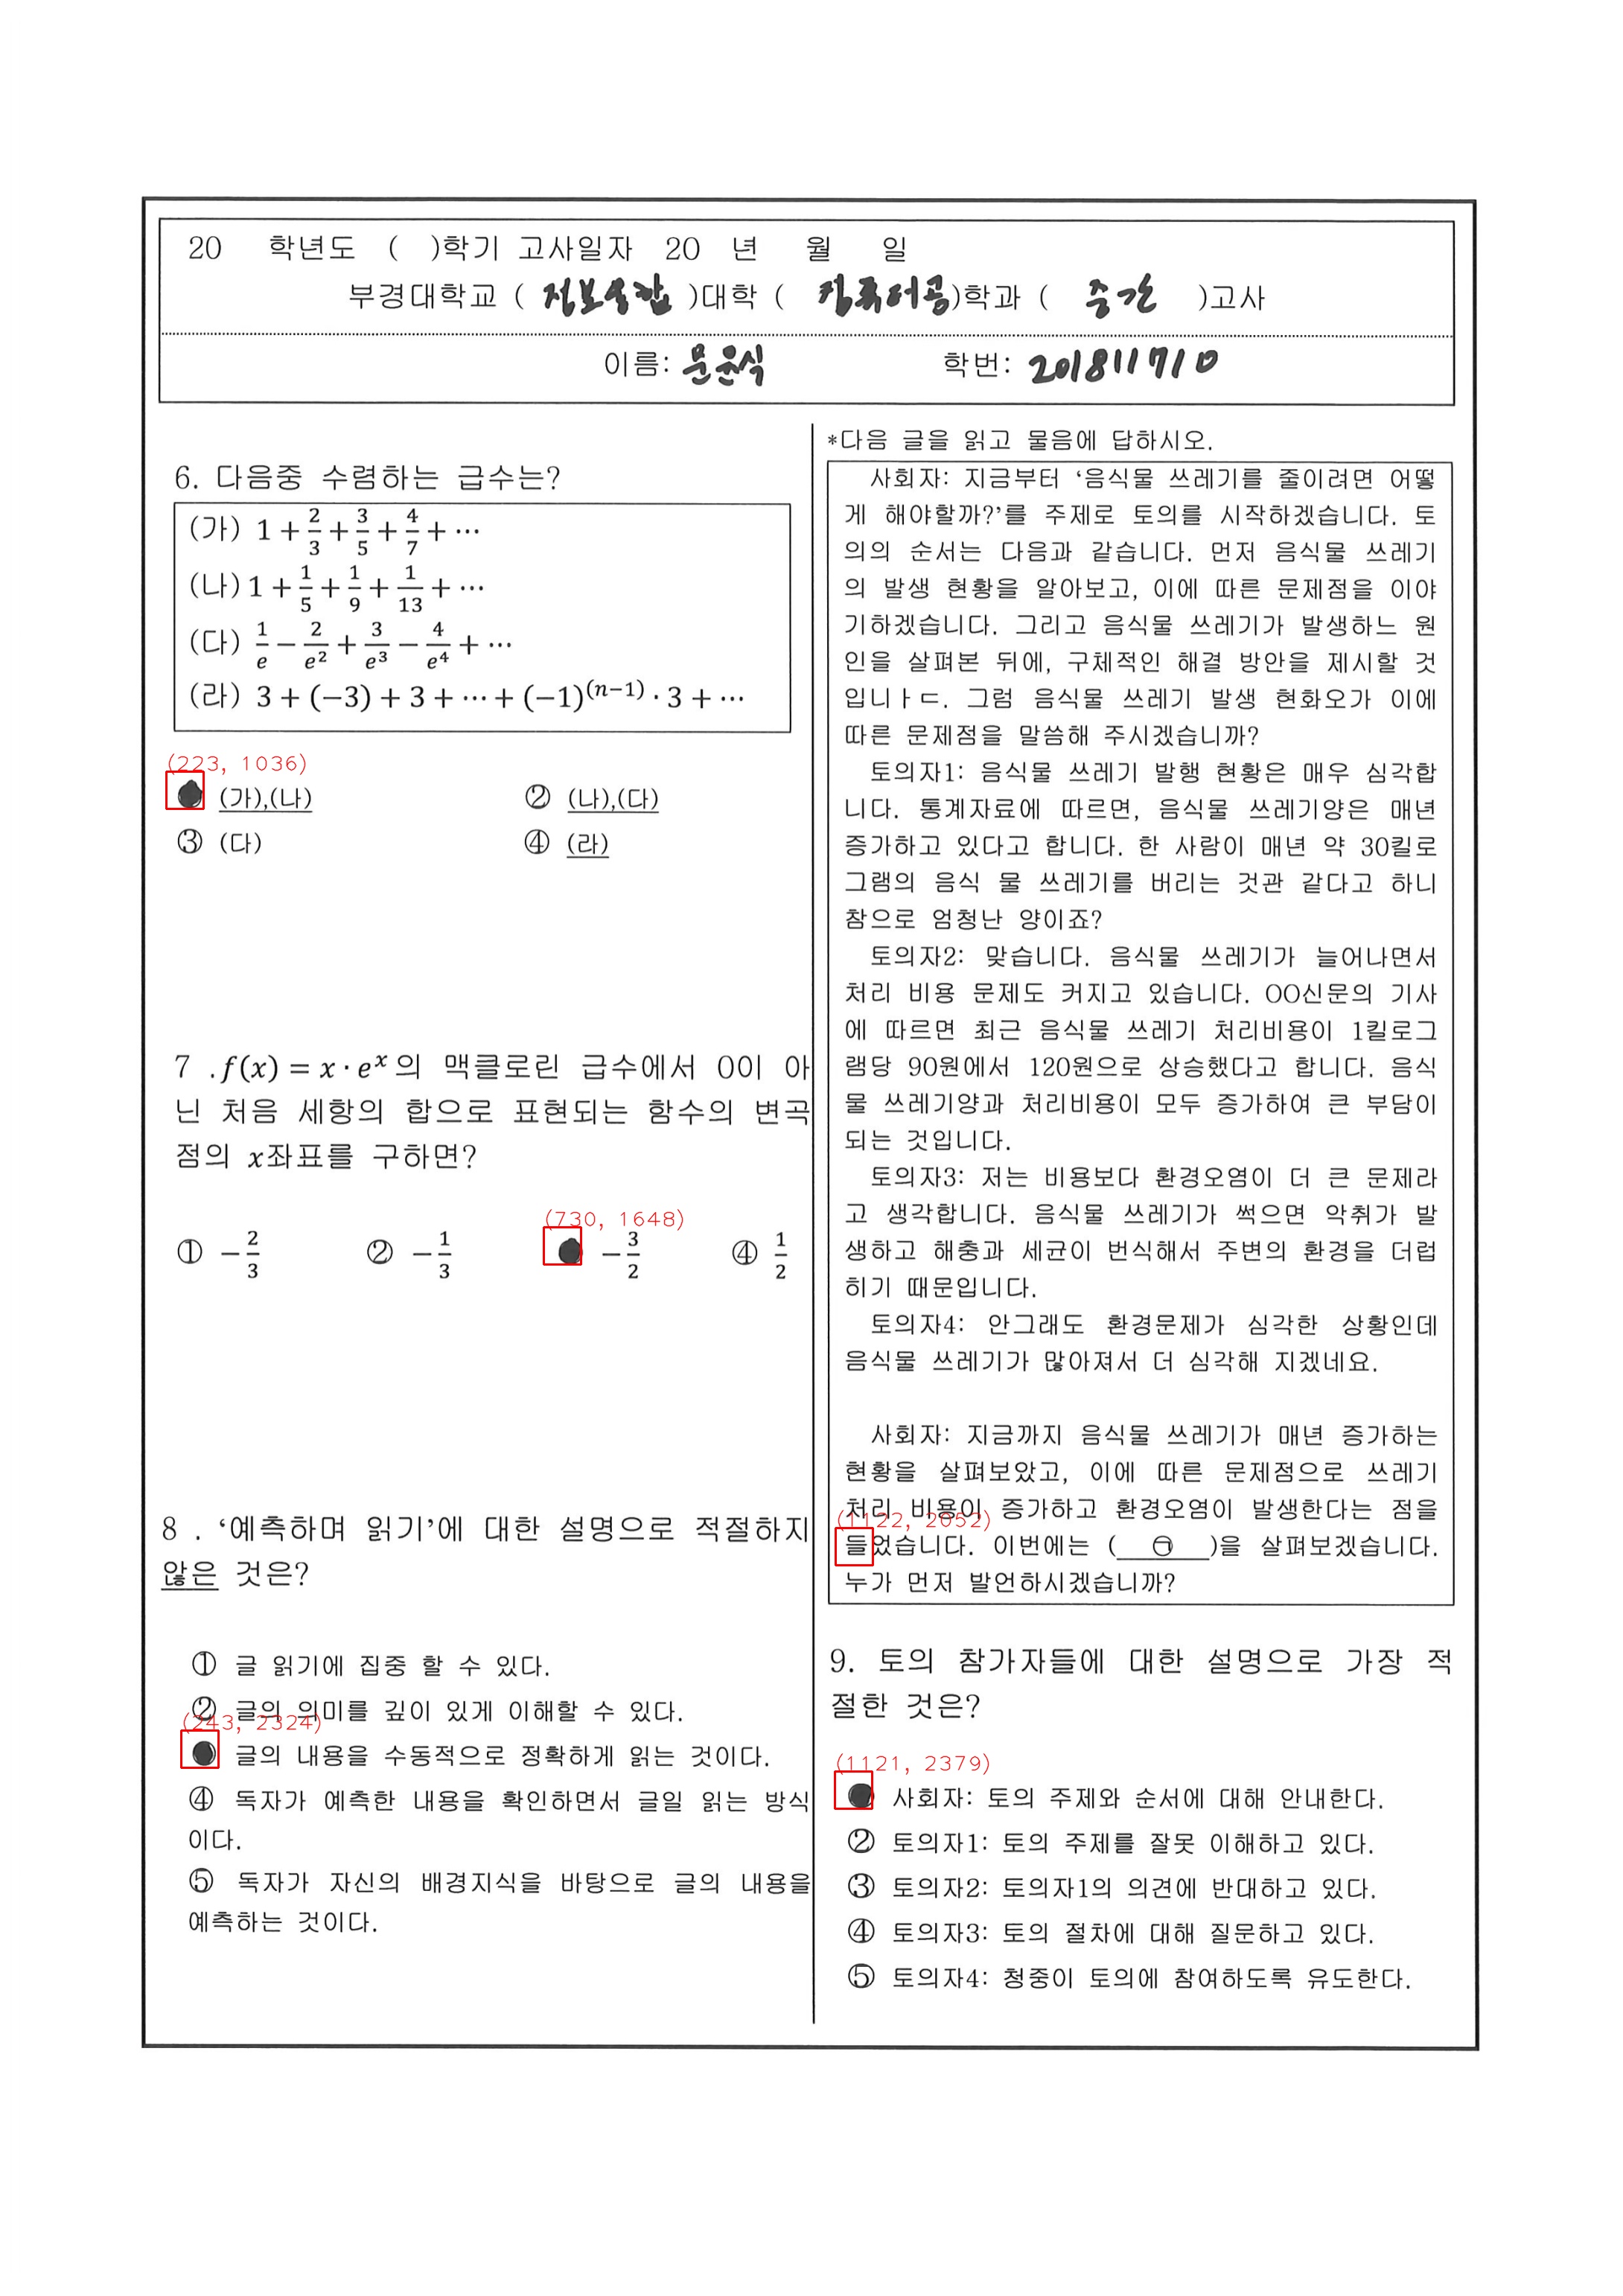 20 학년도 ( )학기 고사일자 20 년 월 일
부경대학교 ( 정보융합 )대학 ( 컴퓨터공)학과 ( 중간 )고사
이름: 문윤식 학번: 201811710
6. 다음중 수렴하는 급수는?
(가) 1 + 2/3 + 3/5 + 4/7 + ⋯
(나) 1 + 1/5 + 1/9 + 1/13 + ⋯
(다) 1/e − 2/e² + 3/e³ − 4/e⁴ + ⋯
(라) 3 + (−3) + 3 + ⋯ + (−1)^(n−1) · 3 + ⋯
(223, 1036)
(가),(나) ② (나),(다)
③ (다) ④ (라)
7 .f(x) = x · eˣ의 맥클로린 급수에서 0이 아
닌 처음 세항의 합으로 표현되는 함수의 변곡
점의 x좌표를 구하면?
(730, 1648)
① −2/3 ② −1/3 −3/2 ④ 1/2
8 . ‘예측하며 읽기’에 대한 설명으로 적절하지
않은 것은?
① 글 읽기에 집중 할 수 있다.
② 글의 의미를 깊이 있게 이해할 수 있다.
(243, 2324)
글의 내용을 수동적으로 정확하게 읽는 것이다.
④ 독자가 예측한 내용을 확인하면서 글일 읽는 방식
이다.
⑤ 독자가 자신의 배경지식을 바탕으로 글의 내용을
예측하는 것이다.
*다음 글을 읽고 물음에 답하시오.
사회자: 지금부터 ‘음식물 쓰레기를 줄이려면 어떻
게 해야할까?’를 주제로 토의를 시작하겠습니다. 토
의의 순서는 다음과 같습니다. 먼저 음식물 쓰레기
의 발생 현황을 알아보고, 이에 따른 문제점을 이야
기하겠습니다. 그리고 음식물 쓰레기가 발생하느 원
인을 살펴본 뒤에, 구체적인 해결 방안을 제시할 것
입니ㅏㄷ. 그럼 음식물 쓰레기 발생 현화오가 이에
따른 문제점을 말씀해 주시겠습니까?
토의자1: 음식물 쓰레기 발행 현황은 매우 심각합
니다. 통계자료에 따르면, 음식물 쓰레기양은 매년
증가하고 있다고 합니다. 한 사람이 매년 약 30킬로
그램의 음식 물 쓰레기를 버리는 것관 같다고 하니
참으로 엄청난 양이죠?
토의자2: 맞습니다. 음식물 쓰레기가 늘어나면서
처리 비용 문제도 커지고 있습니다. OO신문의 기사
에 따르면 최근 음식물 쓰레기 처리비용이 1킬로그
램당 90원에서 120원으로 상승했다고 합니다. 음식
물 쓰레기양과 처리비용이 모두 증가하여 큰 부담이
되는 것입니다.
토의자3: 저는 비용보다 환경오염이 더 큰 문제라
고 생각합니다. 음식물 쓰레기가 썩으면 악취가 발
생하고 해충과 세균이 번식해서 주변의 환경을 더럽
히기 때문입니다.
토의자4: 안그래도 환경문제가 심각한 상황인데
음식물 쓰레기가 많아져서 더 심각해 지겠네요.
사회자: 지금까지 음식물 쓰레기가 매년 증가하는
현황을 살펴보았고, 이에 따른 문제점으로 쓰레기
처리 비용이 증가하고 환경오염이 발생한다는 점을
(1122, 2052)
들었습니다. 이번에는 ( ㉠ )을 살펴보겠습니다.
누가 먼저 발언하시겠습니까?
9. 토의 참가자들에 대한 설명으로 가장 적
절한 것은?
(1121, 2379)
사회자: 토의 주제와 순서에 대해 안내한다.
② 토의자1: 토의 주제를 잘못 이해하고 있다.
③ 토의자2: 토의자1의 의견에 반대하고 있다.
④ 토의자3: 토의 절차에 대해 질문하고 있다.
⑤ 토의자4: 청중이 토의에 참여하도록 유도한다.